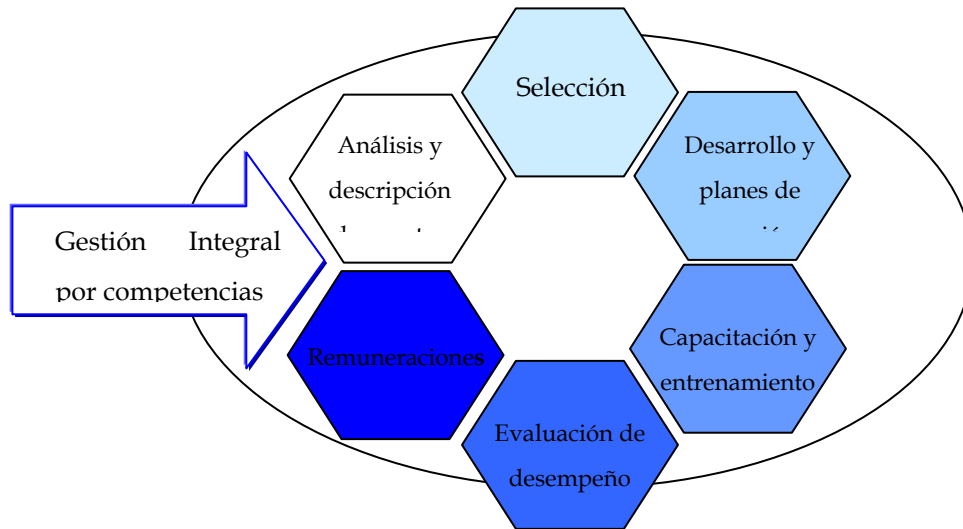 Selección
Análisis y
descripción
Desarrollo y
planes de
Gestión Integral
por competencias
Remuneraciones
Capacitación y
entrenamiento
Evaluación de
desempeño